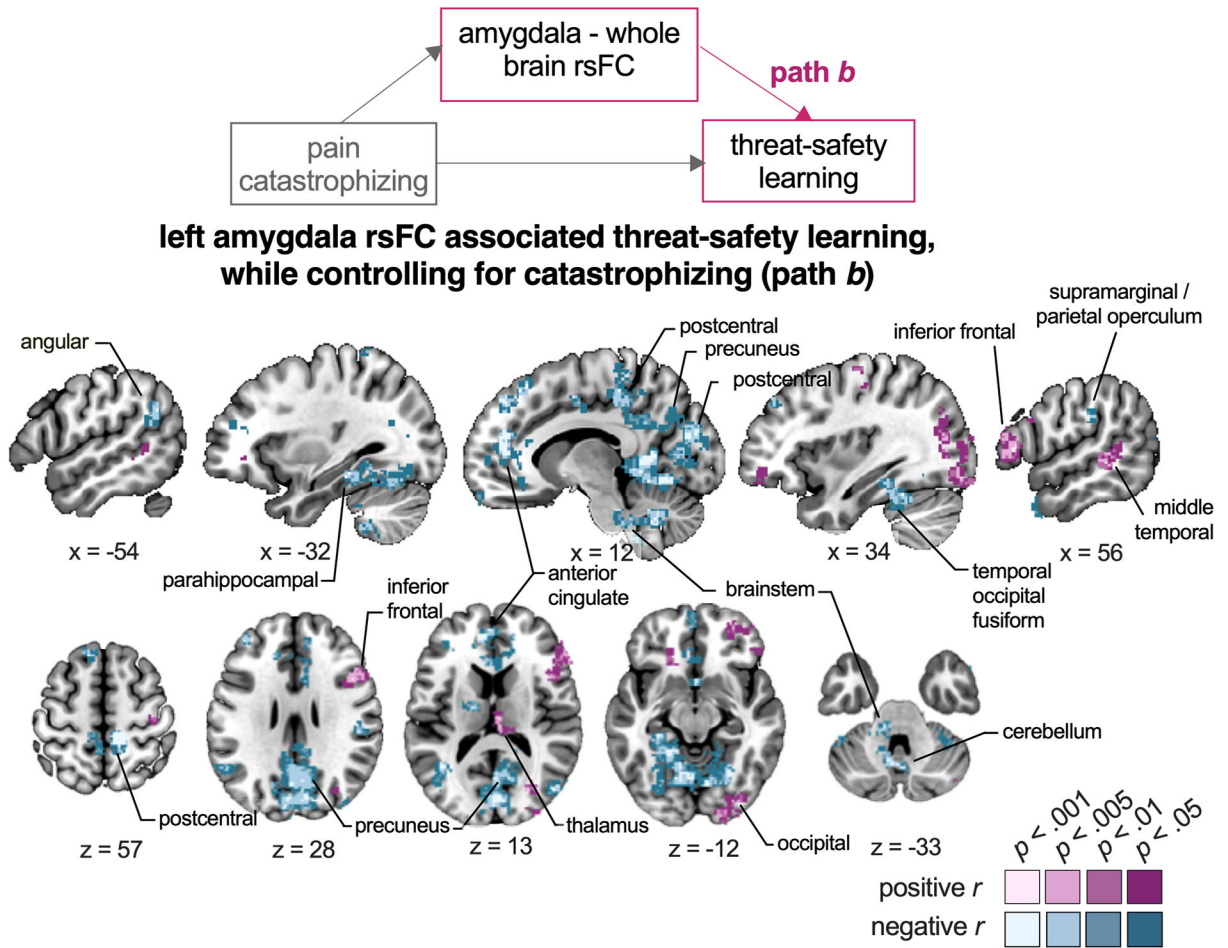 amygdala - whole
brain rsFC
path b
pain
catastrophizing
threat-safety
learning
left amygdala rsFC associated threat-safety learning,
while controlling for catastrophizing (path b)
angular
postcentral
precuneus
postcentral
inferior frontal
supramarginal /
parietal operculum
middle
temporal
x = -54
x = -32
x = 12
x = 34
x = 56
parahippocampal
inferior
frontal
anterior
cingulate
brainstem
temporal
occipital
fusiform
cerebellum
postcentral
precuneus
thalamus
occipital
z = 57
z = 28
z = 13
z = -12
z = -33
p < .001
p < .005
p < .01
p < .05
positive r
negative r